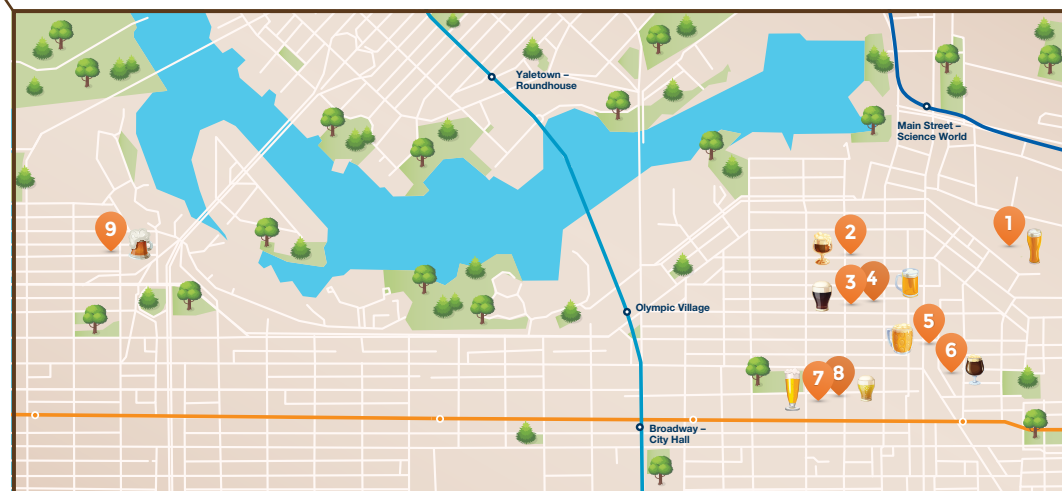 Yaletown –
Roundhouse
Main Street –
Science World
1
9
2
3
4
Olympic Village
5
6
7
8
Broadway –
City Hall